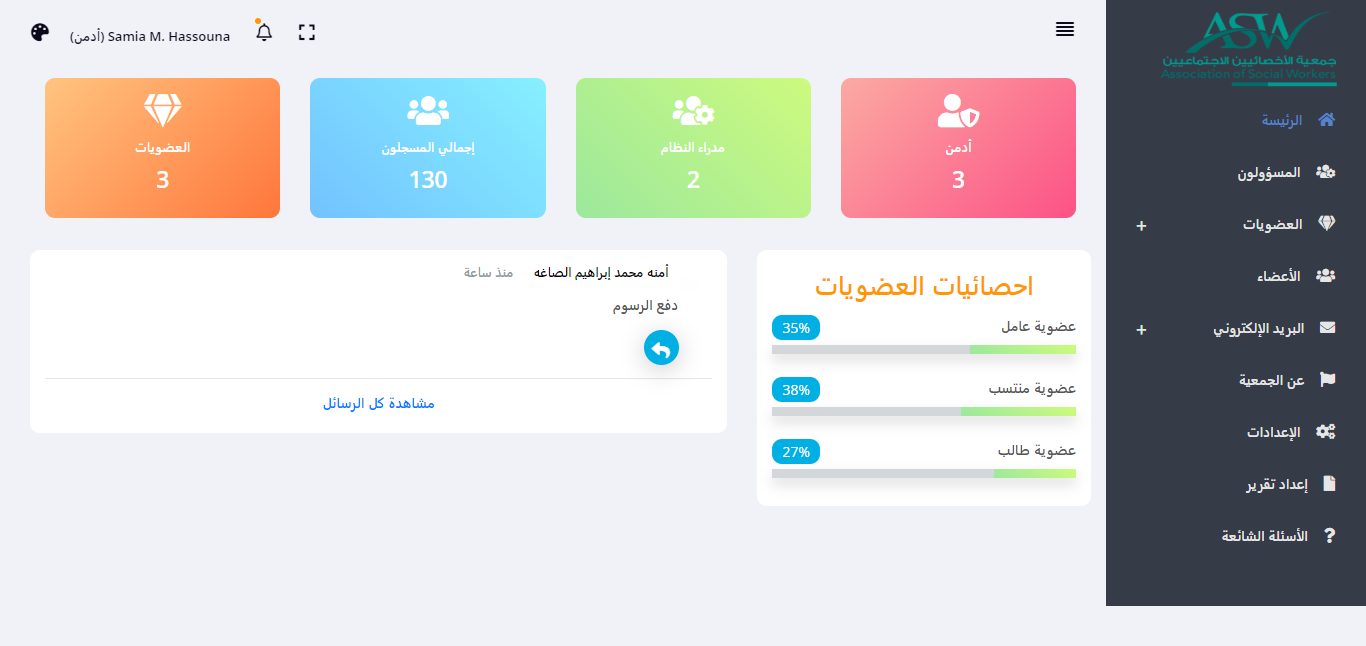 ASW
جمعية الأخصائيين الاجتماعيين
Association of Social Workers
الرئيسة
المسؤولون
العضويات
+
الأعضاء
البريد الإلكتروني
+
عن الجمعية
الإعدادات
إعداد تقرير
الأسئلة الشائعة
Samia M. Hassouna (أدمن)
أدمن
3
مدراء النظام
2
إجمالي المسجلون
130
العضويات
3
احصائيات العضويات
عضوية عامل
35%
عضوية منتسب
38%
عضوية طالب
27%
أمنه محمد إبراهيم الصاغه منذ ساعة
دفع الرسوم
مشاهدة كل الرسائل